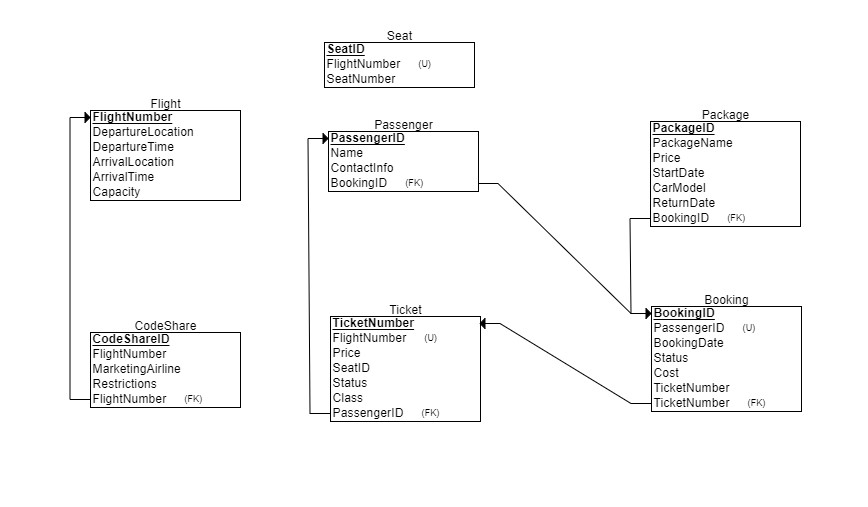 Seat
SeatID
FlightNumber (U)
SeatNumber
Flight
FlightNumber
DepartureLocation
DepartureTime
ArrivalLocation
ArrivalTime
Capacity
Passenger
PassengerID
Name
ContactInfo
BookingID (FK)
Package
PackageID
PackageName
Price
StartDate
CarModel
ReturnDate
BookingID (FK)
CodeShare
CodeShareID
FlightNumber
MarketingAirline
Restrictions
FlightNumber (FK)
Ticket
TicketNumber
FlightNumber (U)
Price
SeatID
Status
Class
PassengerID (FK)
Booking
BookingID
PassengerID (U)
BookingDate
Status
Cost
TicketNumber
TicketNumber (FK)